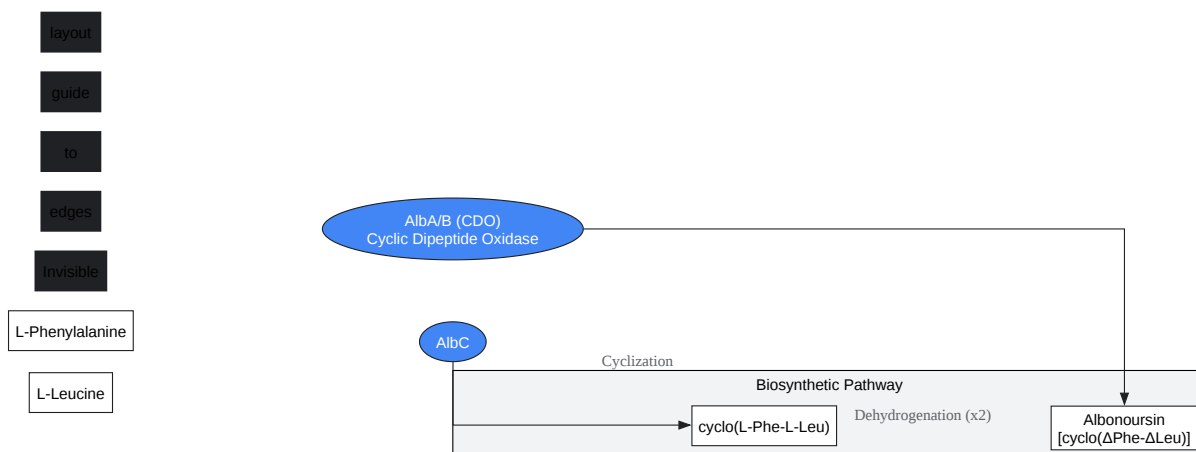 layout
guide
to
edges
Invisible
L-Phenylalanine
L-Leucine
AlbA/B (CDO)
Cyclic Dipeptide Oxidase
AlbC
Cyclization
Biosynthetic Pathway
cyclo(L-Phe-L-Leu)
Dehydrogenation (x2)
Albonoursin
[cyclo(ΔPhe-ΔLeu)]